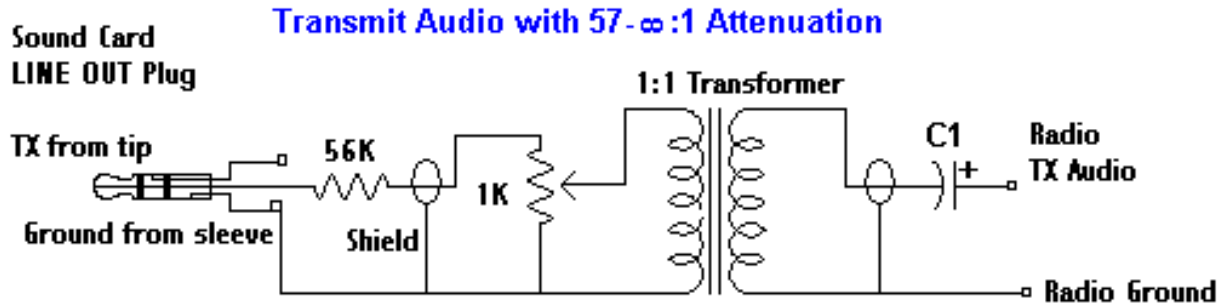 Transmit Audio with 57-∞:1 Attenuation
Sound Card
LINE OUT Plug
1:1 Transformer
TX from tip
56K
1K
C1
+
Radio
TX Audio
Ground from sleeve
Shield
Radio Ground